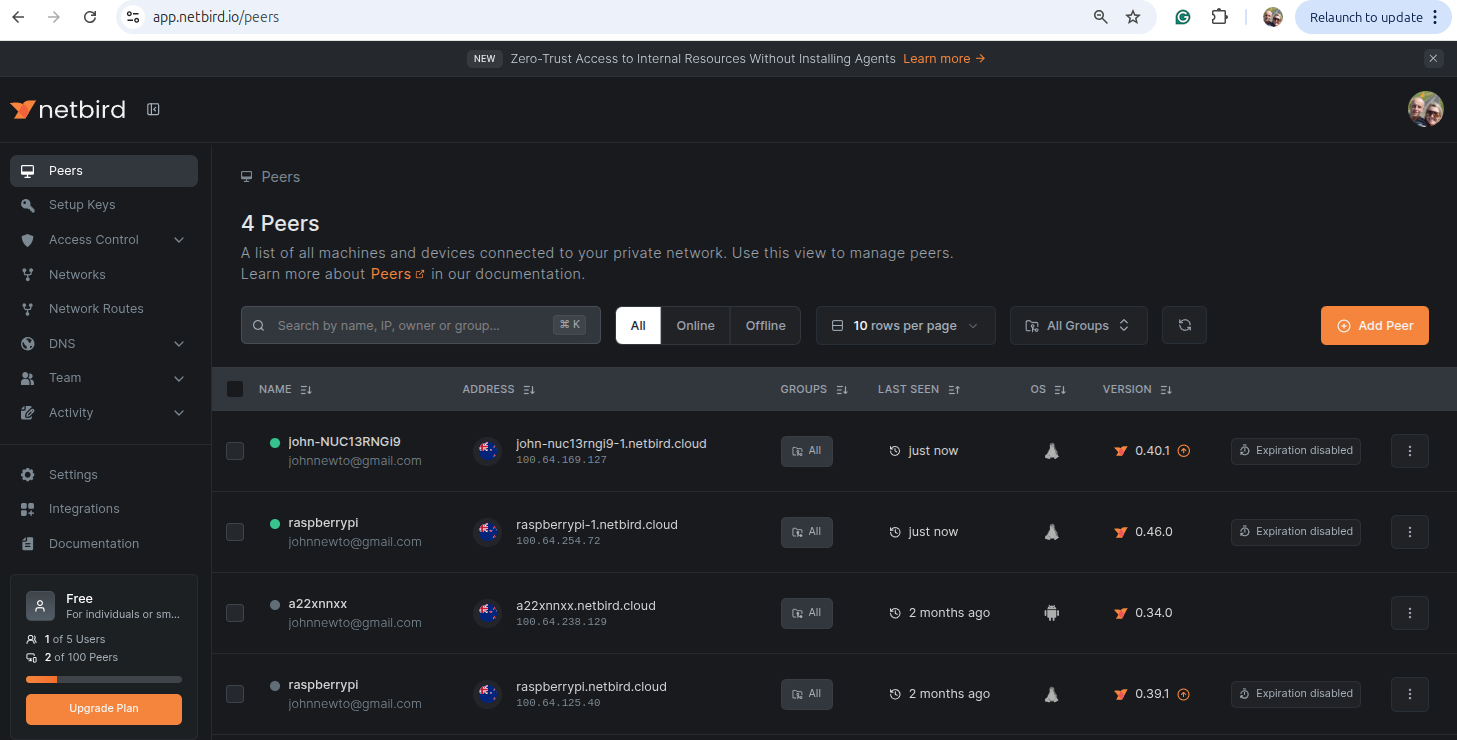 app.netbird.io/peers
Relaunch to update
NEW Zero-Trust Access to Internal Resources Without Installing Agents Learn more →
netbird
Peers
Setup Keys
Access Control
Networks
Network Routes
DNS
Team
Activity
Settings
Integrations
Documentation
Free
For individuals or sm...
1 of 5 Users
2 of 100 Peers
Upgrade Plan
Peers
4 Peers
A list of all machines and devices connected to your private network. Use this view to manage peers.
Learn more about Peers in our documentation.
Search by name, IP, owner or group... ⌘ K
All Online Offline
10 rows per page
All Groups
Add Peer
NAME ADDRESS GROUPS LAST SEEN OS VERSION
john-NUC13RNGi9 john-nuc13rngi9-1.netbird.cloud All just now 0.40.1 Expiration disabled
johnnewto@gmail.com 100.64.169.127
raspberrypi raspberrypi-1.netbird.cloud All just now 0.46.0 Expiration disabled
johnnewto@gmail.com 100.64.254.72
a22xnnxx a22xnnxx.netbird.cloud All 2 months ago 0.34.0
johnnewto@gmail.com 100.64.238.129
raspberrypi raspberrypi.netbird.cloud All 2 months ago 0.39.1 Expiration disabled
johnnewto@gmail.com 100.64.125.40